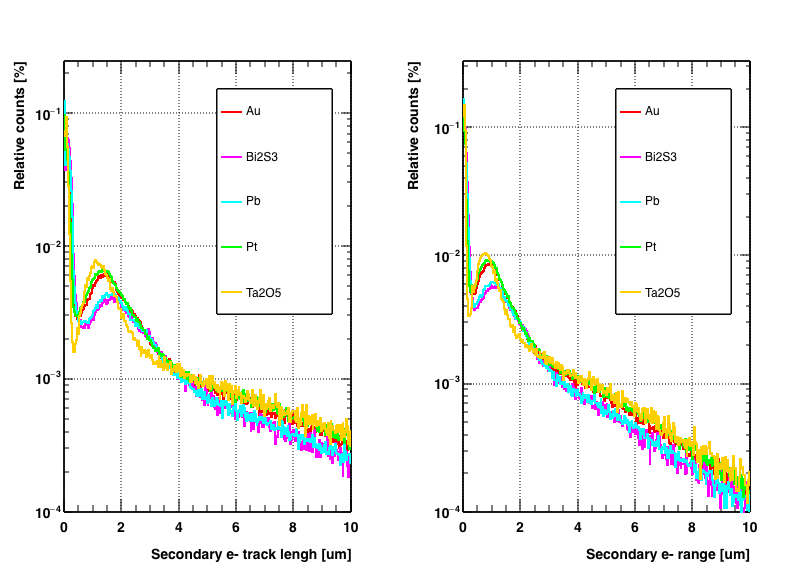 Relative counts [%]
10⁻¹
10⁻²
10⁻³
10⁻⁴
0 2 4 6 8 10
Secondary e- track lengh [um]
Au
Bi2S3
Pb
Pt
Ta2O5
Relative counts [%]
10⁻¹
10⁻²
10⁻³
10⁻⁴
0 2 4 6 8 10
Secondary e- range [um]
Au
Bi2S3
Pb
Pt
Ta2O5